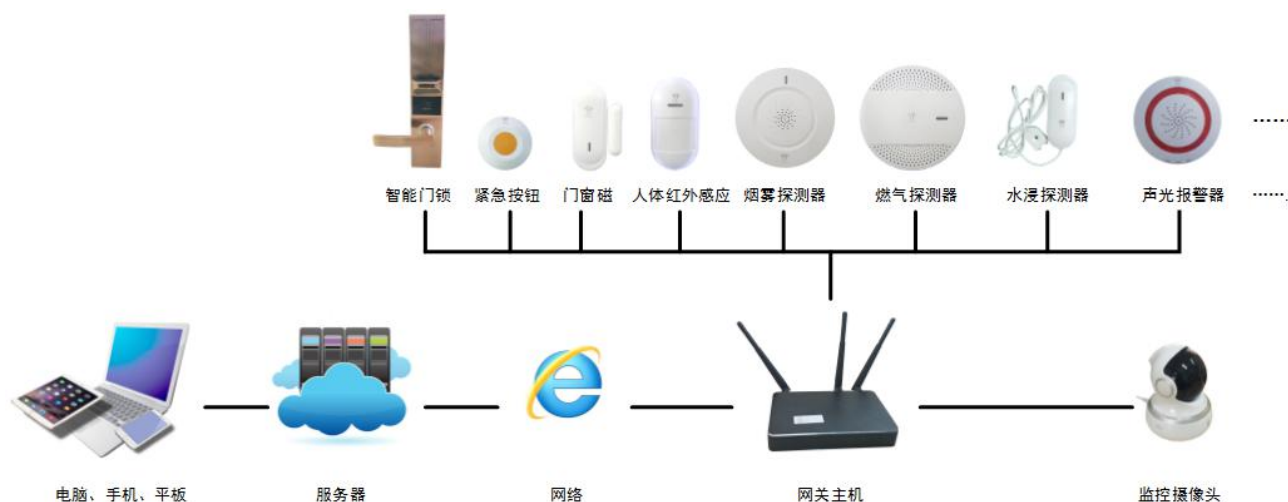 智能门锁 紧急按钮 门窗磁 人体红外感应 烟雾探测器 燃气探测器 水浸探测器 声光报警器 ……
电脑、手机、平板 服务器 网络 网关主机 监控摄像头